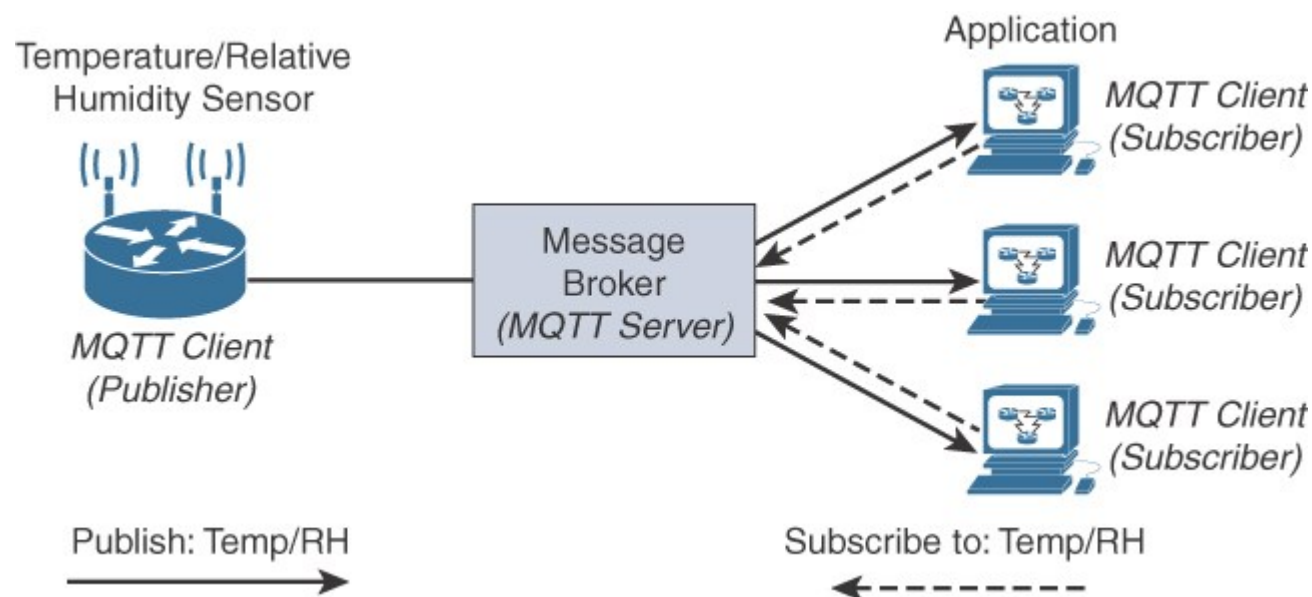 Temperature/Relative
Humidity Sensor
MQTT Client
(Publisher)
Message
Broker
(MQTT Server)
Application
MQTT Client
(Subscriber)
MQTT Client
(Subscriber)
MQTT Client
(Subscriber)
Publish: Temp/RH
Subscribe to: Temp/RH